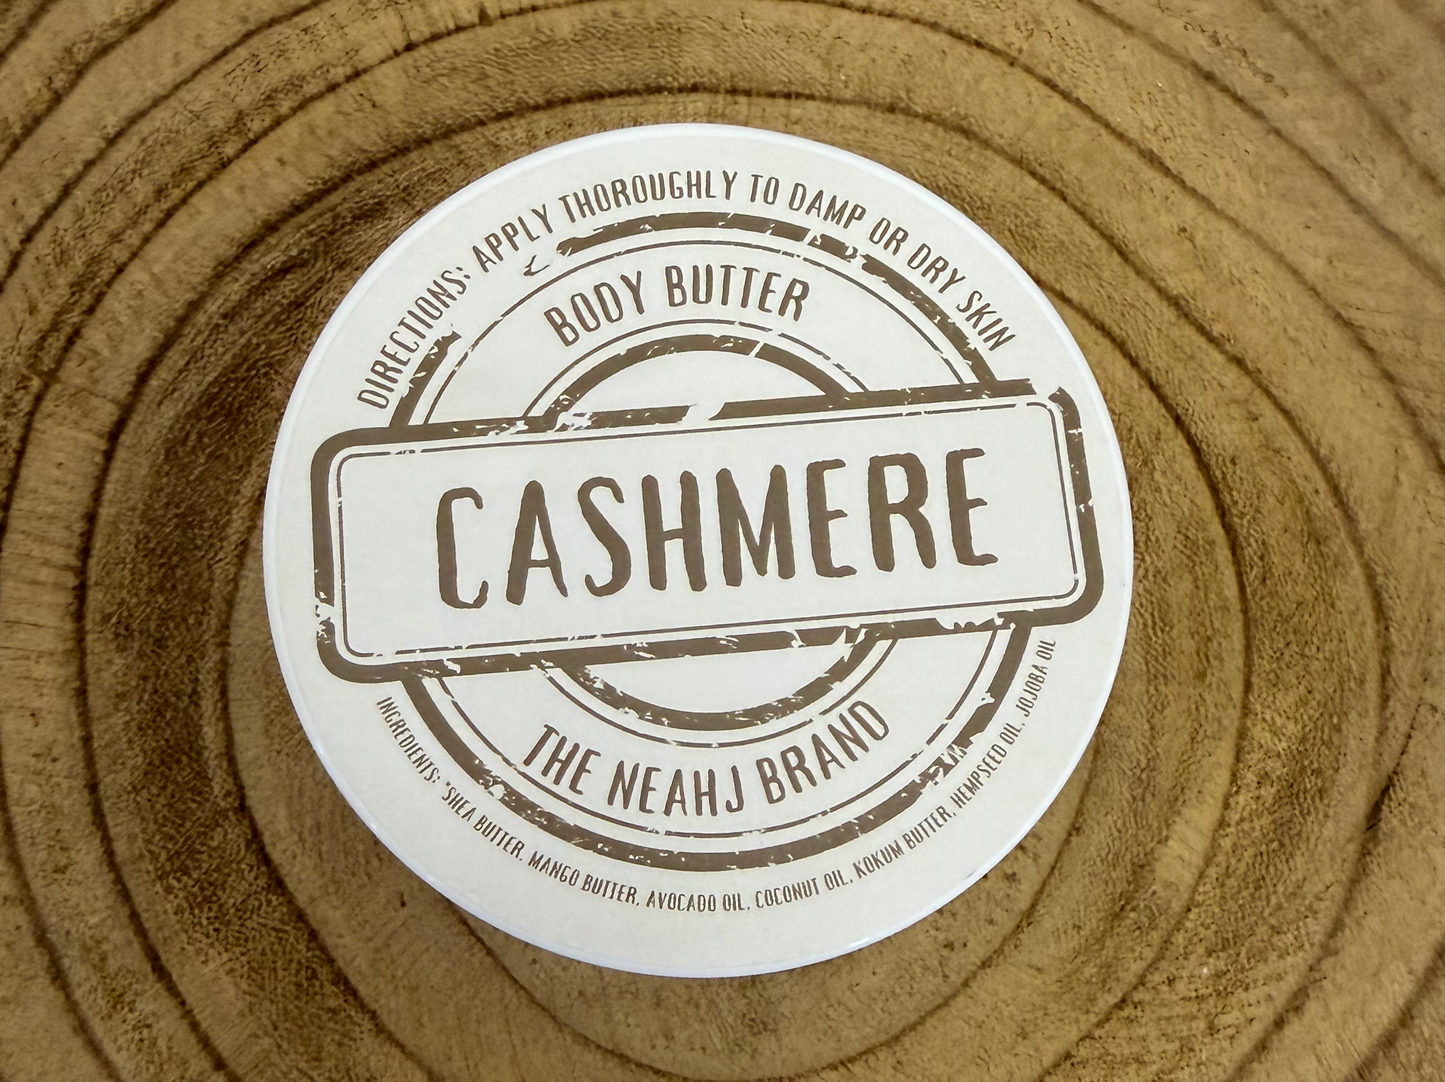 DIRECTIONS: APPLY THOROUGHLY TO DAMP OR DRY SKIN
BODY BUTTER
CASHMERE
THE NEAHJ BRAND
INGREDIENTS: *SHEA BUTTER, MANGO BUTTER, AVOCADO OIL, COCONUT OIL, KOKUM BUTTER, HEMPSEED OIL, JOJOBA OIL